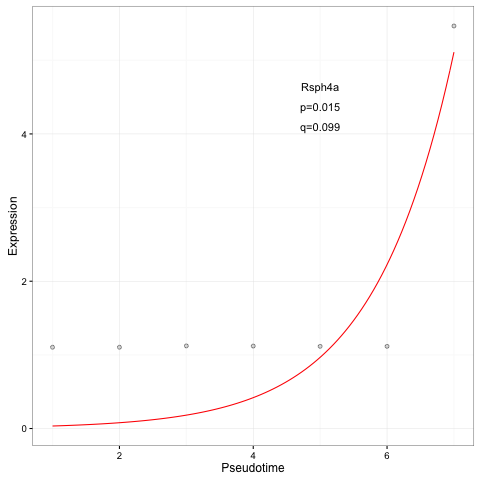 Rsph4a
p=0.015
q=0.099
4
2
0
Expression
2 4 6
Pseudotime